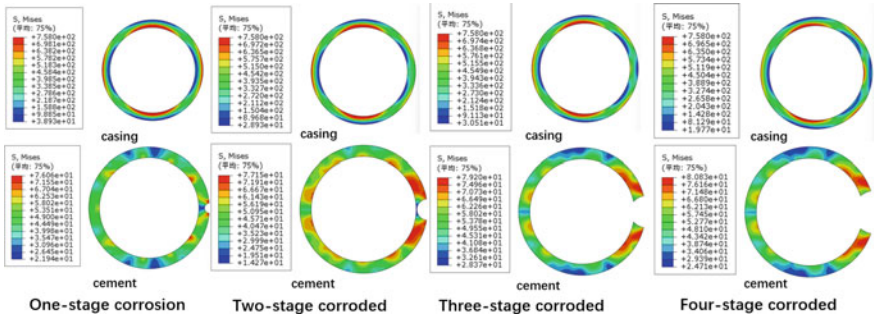 S, Mises
(平均: 75%)
+7.580e+02
+6.981e+02
+6.382e+02
+5.782e+02
+5.183e+02
+4.584e+02
+3.985e+02
+3.385e+02
+2.786e+02
+2.187e+02
+1.588e+02
+9.885e+01
+3.893e+01
casing
S, Mises
(平均: 75%)
+7.580e+02
+6.972e+02
+6.365e+02
+5.757e+02
+5.150e+02
+4.542e+02
+3.935e+02
+3.327e+02
+2.720e+02
+2.112e+02
+1.504e+02
+8.968e+01
+2.893e+01
casing
S, Mises
(平均: 75%)
+7.580e+02
+6.974e+02
+6.368e+02
+5.761e+02
+5.155e+02
+4.549e+02
+3.943e+02
+3.336e+02
+2.730e+02
+2.124e+02
+1.518e+02
+9.113e+01
+3.051e+01
casing
S, Mises
(平均: 75%)
+7.580e+02
+6.965e+02
+6.350e+02
+5.734e+02
+5.119e+02
+4.504e+02
+3.889e+02
+3.274e+02
+2.658e+02
+2.043e+02
+1.428e+02
+8.129e+01
+1.977e+01
casing
S, Mises
(平均: 75%)
+7.606e+01
+7.155e+01
+6.704e+01
+6.253e+01
+5.802e+01
+5.351e+01
+4.900e+01
+4.449e+01
+3.998e+01
+3.547e+01
+3.096e+01
+2.645e+01
+2.194e+01
cement
S, Mises
(平均: 75%)
+7.715e+01
+7.191e+01
+6.667e+01
+6.143e+01
+5.619e+01
+5.095e+01
+4.571e+01
+4.047e+01
+3.523e+01
+2.999e+01
+2.475e+01
+1.951e+01
+1.427e+01
cement
S, Mises
(平均: 75%)
+7.920e+01
+7.496e+01
+7.073e+01
+6.649e+01
+6.226e+01
+5.802e+01
+5.378e+01
+4.955e+01
+4.531e+01
+4.108e+01
+3.684e+01
+3.261e+01
+2.837e+01
cement
S, Mises
(平均: 75%)
+8.083e+01
+7.616e+01
+7.148e+01
+6.680e+01
+6.213e+01
+5.745e+01
+5.277e+01
+4.810e+01
+4.342e+01
+3.874e+01
+3.406e+01
+2.939e+01
+2.471e+01
cement
One-stage corrosion
Two-stage corroded
Three-stage corroded
Four-stage corroded